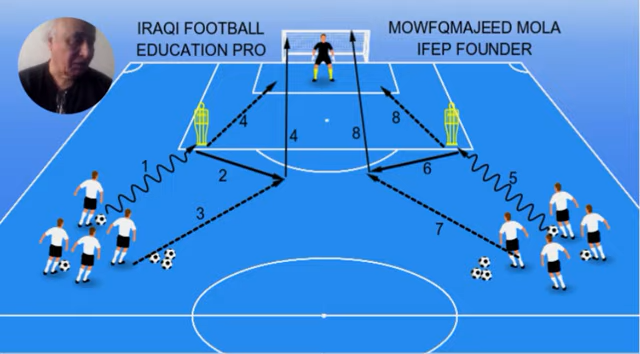 IRAQI FOOTBALL
EDUCATION PRO
MOWFQMAJEED MOLA
IFEP FOUNDER
4
4
8
8
1
2
6
5
3
7